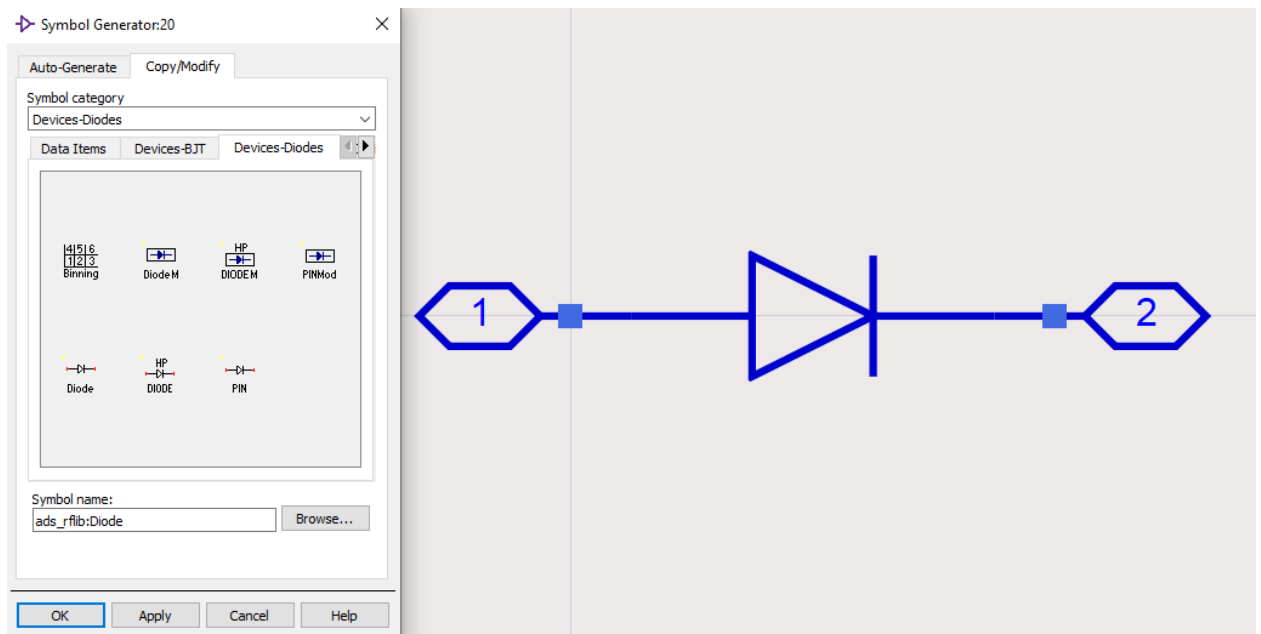 Symbol Generator:20
Auto-Generate
Copy/Modify
Symbol category
Devices-Diodes
Data Items
Devices-BJT
Devices-Diodes
4 5 6
1 2 3
Binning
Diode M
HP
DIODE M
PINMod
Diode
HP
DIODE
PIN
Symbol name:
ads_rflib:Diode
Browse...
OK
Apply
Cancel
Help
1
2